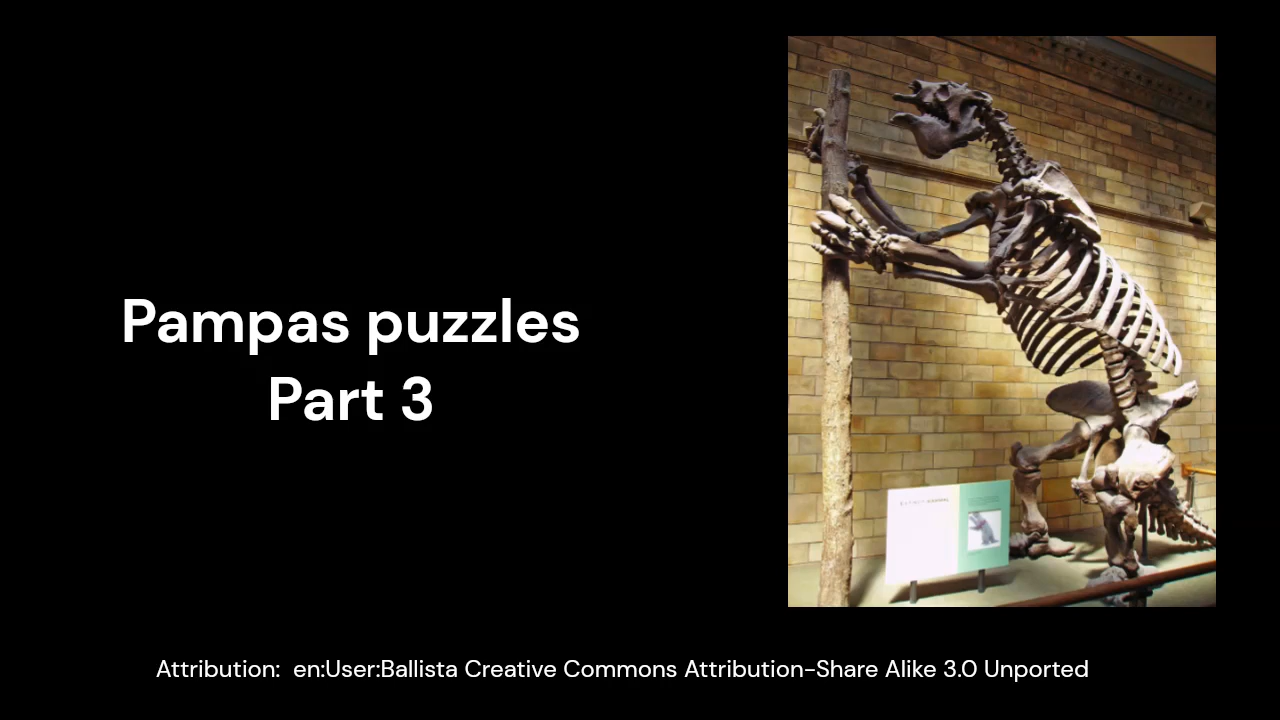 Pampas puzzles
Part 3
Attribution:  en:User:Ballista Creative Commons Attribution-Share Alike 3.0 Unported